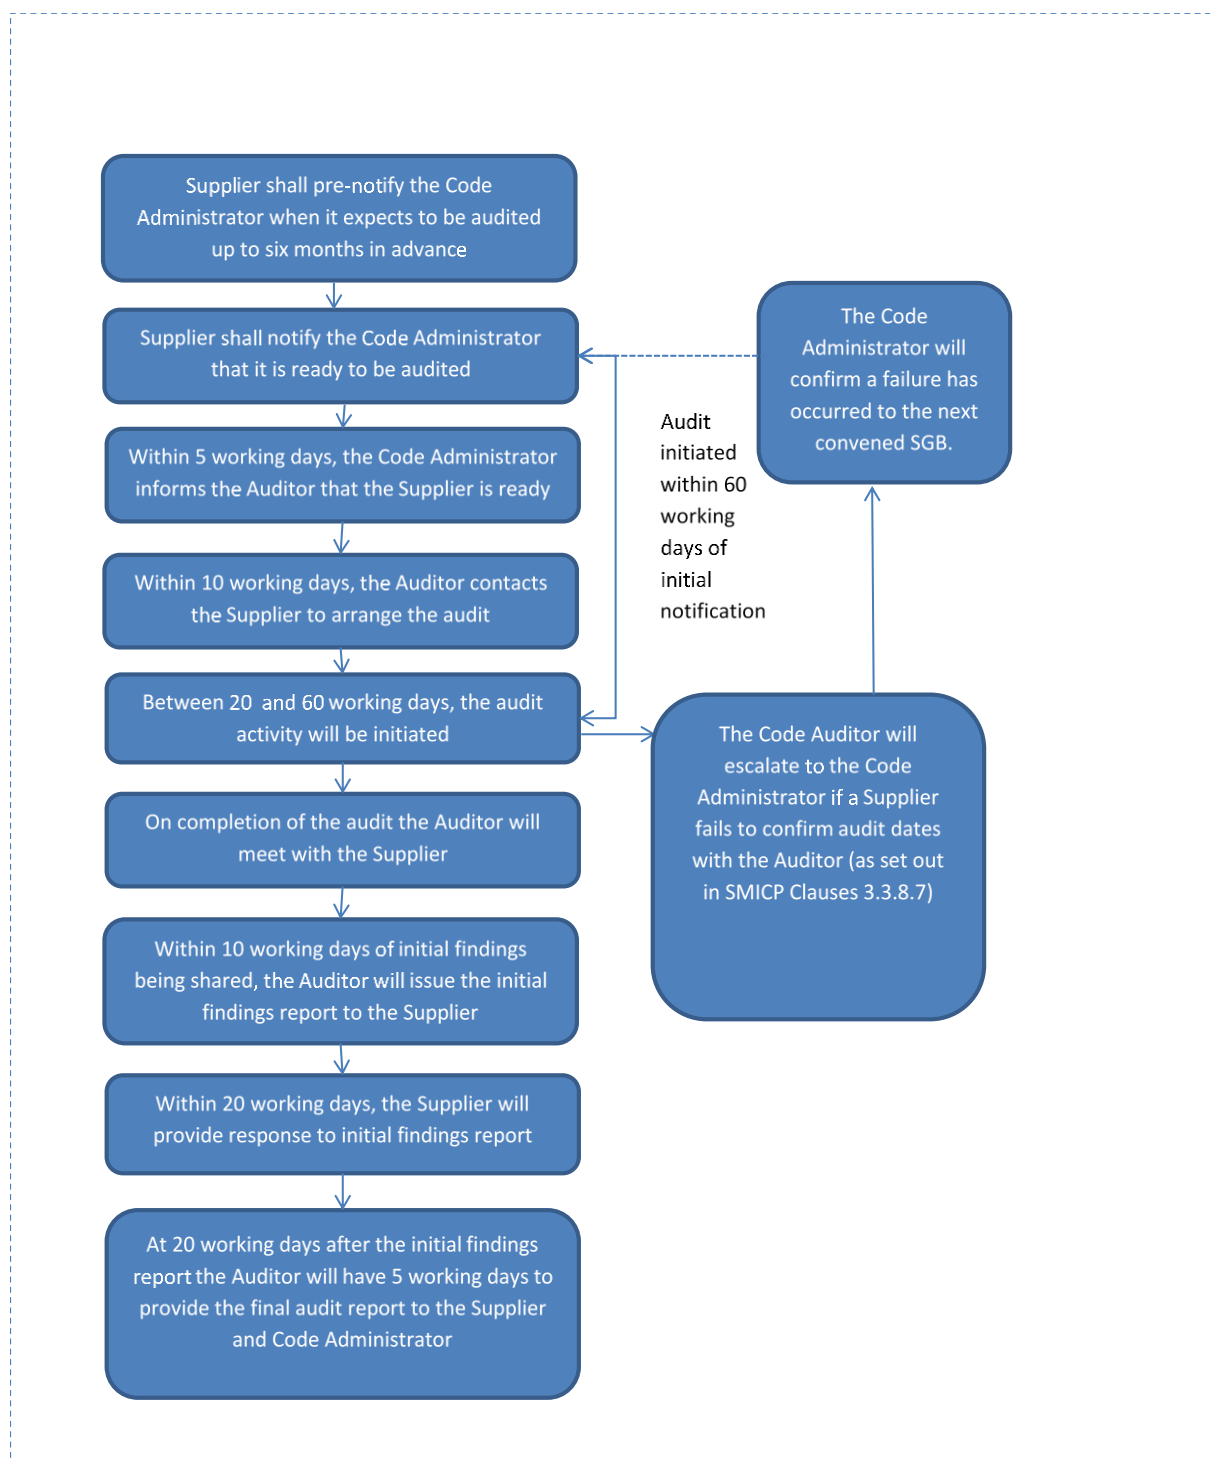 Supplier shall pre-notify the Code
Administrator when it expects to be audited
up to six months in advance
Supplier shall notify the Code Administrator
that it is ready to be audited
Within 5 working days, the Code Administrator
informs the Auditor that the Supplier is ready
Within 10 working days, the Auditor contacts
the Supplier to arrange the audit
Between 20 and 60 working days, the audit
activity will be initiated
On completion of the audit the Auditor will
meet with the Supplier
Within 10 working days of initial findings
being shared, the Auditor will issue the initial
findings report to the Supplier
Within 20 working days, the Supplier will
provide response to initial findings report
At 20 working days after the initial findings
report the Auditor will have 5 working days to
provide the final audit report to the Supplier
and Code Administrator
Audit
initiated
within 60
working
days of
initial
notification
The Code
Administrator will
confirm a failure has
occurred to the next
convened SGB.
The Code Auditor will
escalate to the Code
Administrator if a Supplier
fails to confirm audit dates
with the Auditor (as set out
in SMICP Clauses 3.3.8.7)